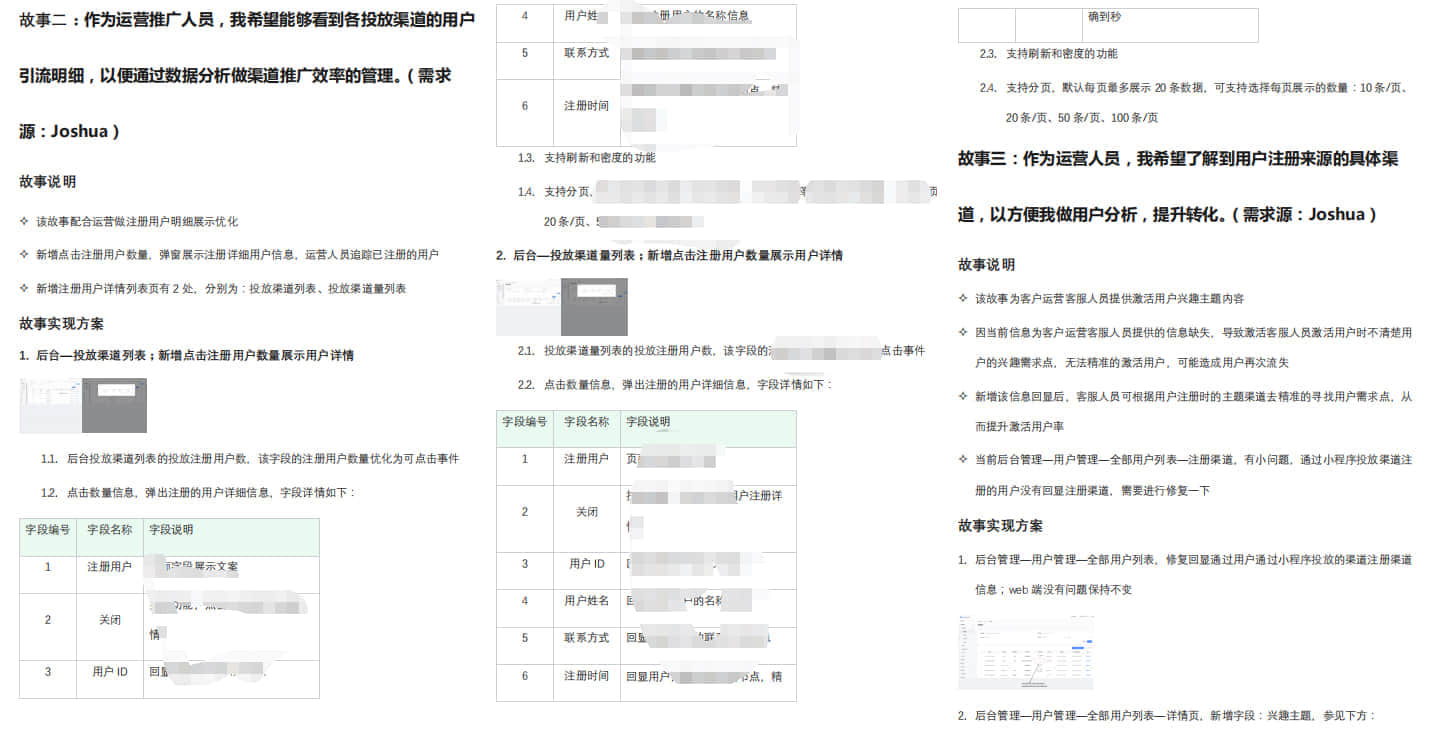 故事二：作为运营推广人员，我希望能够看到各投放渠道的用户
引流明细，以便通过数据分析做渠道推广效率的管理。（需求
源：Joshua）
故事说明
✧ 该故事配合运营做注册用户明细展示优化
✧ 新增点击注册用户数量，弹窗展示注册详细用户信息，运营人员追踪已注册的用户
✧ 新增注册用户详情列表页有 2 处，分别为：投放渠道列表、投放渠道量列表
故事实现方案
1. 后台—投放渠道列表；新增点击注册用户数量展示用户详情
1.1. 后台投放渠道列表的投放注册用户数，该字段的注册用户数量优化为可点击事件
1.2. 点击数量信息，弹出注册的用户详细信息，字段详情如下：
字段编号 字段名称 字段说明
1 注册用户 字段展示文案
2 关闭
情
3 用户 ID 回显
4 用户姓 册用户的名称信息
5 联系方式
6 注册时间
1.3. 支持刷新和密度的功能
1.4. 支持分页，
20 条/页、
2. 后台—投放渠道量列表；新增点击注册用户数量展示用户详情
2.1. 投放渠道量列表的投放注册用户数，该字段的 点击事件
2.2. 点击数量信息，弹出注册的用户详细信息，字段详情如下：
字段编号 字段名称 字段说明
1 注册用户 页
2 关闭 户注册详
情
3 用户 ID
4 用户姓名 回 户的名称
5 联系方式 回显 的联
6 注册时间 回显用户 节点，精
确到秒
2.3. 支持刷新和密度的功能
2.4. 支持分页，默认每页最多展示 20 条数据，可支持选择每页展示的数量：10 条/页、
20 条/页、50 条/页、100 条/页
故事三：作为运营人员，我希望了解到用户注册来源的具体渠
道，以方便我做用户分析，提升转化。（需求源：Joshua）
故事说明
✧ 该故事为客户运营客服人员提供激活用户兴趣主题内容
✧ 因当前信息为客户运营客服人员提供的信息缺失，导致激活客服人员激活用户时不清楚用
户的兴趣需求点，无法精准的激活用户，可能造成用户再次流失
✧ 新增该信息回显后，客服人员可根据用户注册时的主题渠道去精准的寻找用户需求点，从
而提升激活用户率
✧ 当前后台管理—用户管理—全部用户列表—注册渠道，有小问题，通过小程序投放渠道注
册的用户没有回显注册渠道，需要进行修复一下
故事实现方案
1. 后台管理—用户管理—全部用户列表，修复回显通过用户通过小程序投放的渠道注册渠道
信息；web 端没有问题保持不变
2. 后台管理—用户管理—全部用户列表—详情页，新增字段：兴趣主题，参见下方：